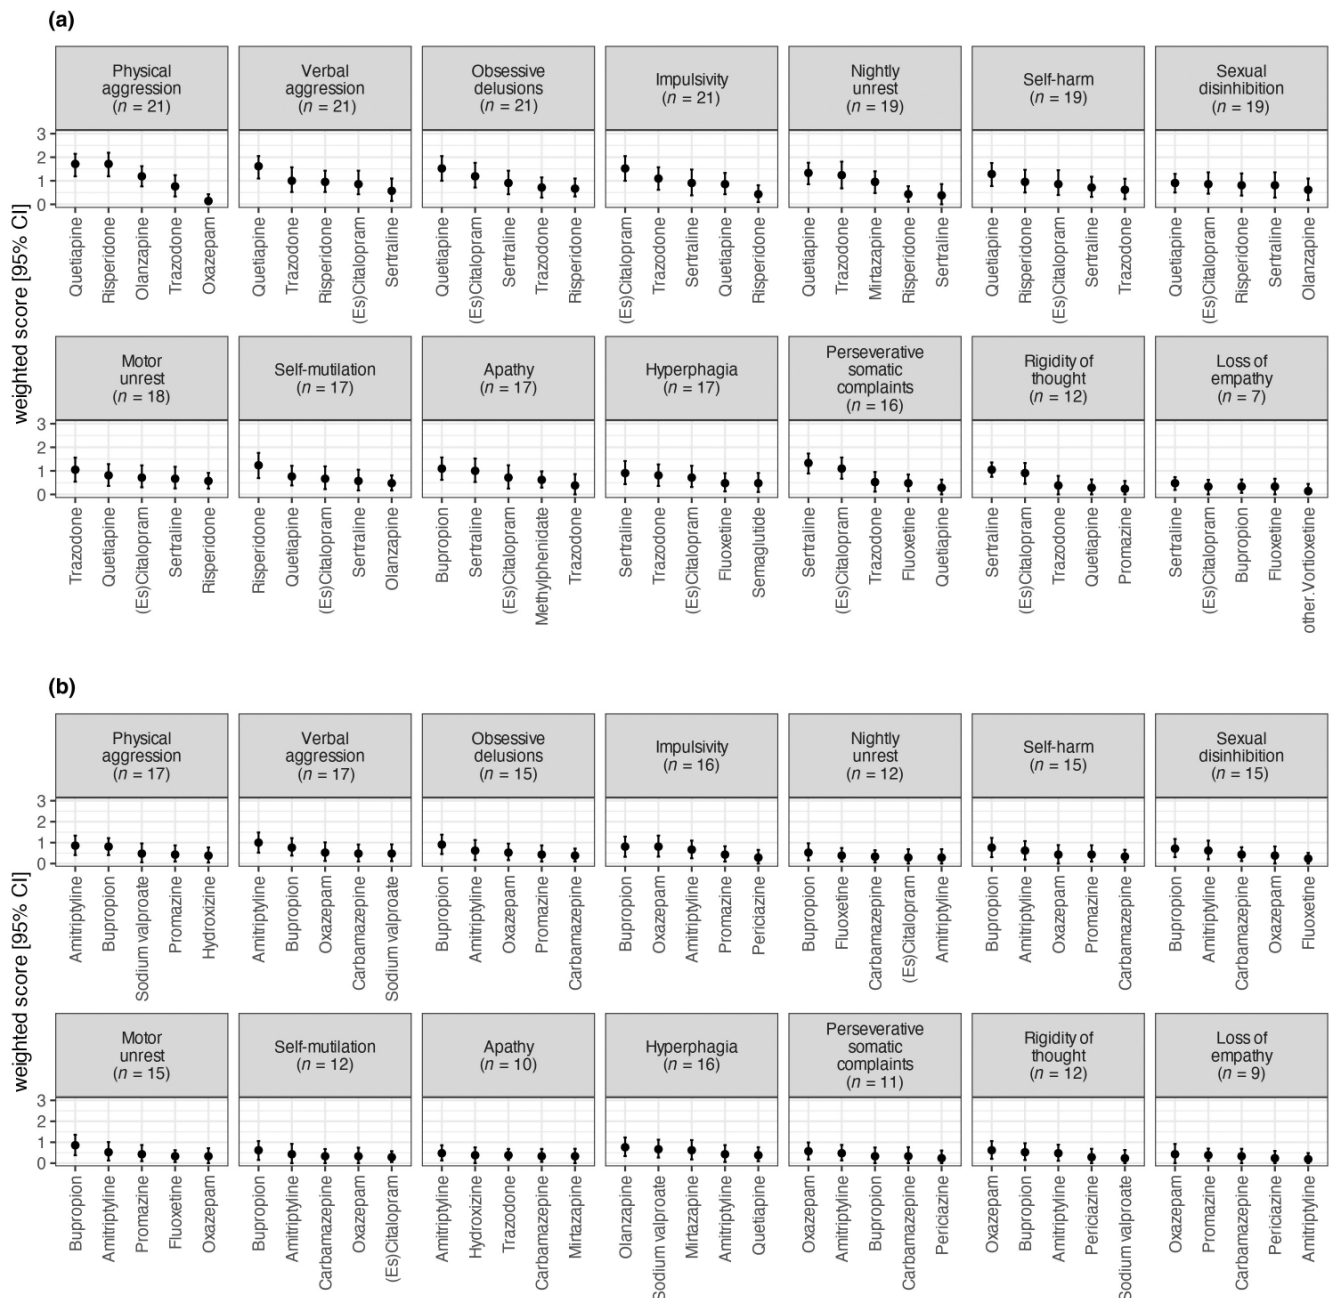 (a)
weighted score [95% CI]
Physical
aggression
(n = 21)
Verbal
aggression
(n = 21)
Obsessive
delusions
(n = 21)
Impulsivity
(n = 21)
Nightly
unrest
(n = 19)
Self-harm
(n = 19)
Sexual
disinhibition
(n = 19)
3
2
1
0
Quetiapine
Risperidone
Olanzapine
Trazodone
Oxazepam
Quetiapine
Trazodone
Risperidone
(Es)Citalopram
Sertraline
Quetiapine
(Es)Citalopram
Sertraline
Trazodone
Risperidone
(Es)Citalopram
Trazodone
Sertraline
Quetiapine
Risperidone
Quetiapine
Trazodone
Mirtazapine
Risperidone
Sertraline
Quetiapine
Risperidone
(Es)Citalopram
Sertraline
Trazodone
Quetiapine
(Es)Citalopram
Risperidone
Sertraline
Olanzapine
Motor
unrest
(n = 18)
Self-mutilation
(n = 17)
Apathy
(n = 17)
Hyperphagia
(n = 17)
Perseverative
somatic
complaints
(n = 16)
Rigidity of
thought
(n = 12)
Loss of
empathy
(n = 7)
3
2
1
0
Trazodone
Quetiapine
(Es)Citalopram
Sertraline
Risperidone
Risperidone
Quetiapine
(Es)Citalopram
Sertraline
Olanzapine
Bupropion
Sertraline
(Es)Citalopram
Methylphenidate
Trazodone
Sertraline
Trazodone
(Es)Citalopram
Fluoxetine
Semaglutide
Sertraline
(Es)Citalopram
Trazodone
Fluoxetine
Quetiapine
Sertraline
(Es)Citalopram
Trazodone
Quetiapine
Promazine
Sertraline
(Es)Citalopram
Bupropion
Fluoxetine
other.Vortioxetine
(b)
weighted score [95% CI]
Physical
aggression
(n = 17)
Verbal
aggression
(n = 17)
Obsessive
delusions
(n = 15)
Impulsivity
(n = 16)
Nightly
unrest
(n = 12)
Self-harm
(n = 15)
Sexual
disinhibition
(n = 15)
3
2
1
0
Amitriptyline
Bupropion
Sodium valproate
Promazine
Hydroxizine
Amitriptyline
Bupropion
Oxazepam
Carbamazepine
Sodium valproate
Bupropion
Amitriptyline
Oxazepam
Promazine
Carbamazepine
Bupropion
Oxazepam
Amitriptyline
Promazine
Periciazine
Bupropion
Fluoxetine
Carbamazepine
(Es)Citalopram
Amitriptyline
Bupropion
Amitriptyline
Oxazepam
Promazine
Carbamazepine
Bupropion
Amitriptyline
Carbamazepine
Oxazepam
Fluoxetine
Motor
unrest
(n = 15)
Self-mutilation
(n = 12)
Apathy
(n = 10)
Hyperphagia
(n = 16)
Perseverative
somatic
complaints
(n = 11)
Rigidity of
thought
(n = 12)
Loss of
empathy
(n = 9)
3
2
1
0
Bupropion
Amitriptyline
Promazine
Fluoxetine
Oxazepam
Bupropion
Amitriptyline
Carbamazepine
Oxazepam
(Es)Citalopram
Amitriptyline
Hydroxizine
Trazodone
Carbamazepine
Mirtazapine
Olanzapine
Sodium valproate
Mirtazapine
Amitriptyline
Quetiapine
Oxazepam
Amitriptyline
Bupropion
Carbamazepine
Periciazine
Oxazepam
Bupropion
Amitriptyline
Periciazine
Sodium valproate
Oxazepam
Promazine
Carbamazepine
Periciazine
Amitriptyline